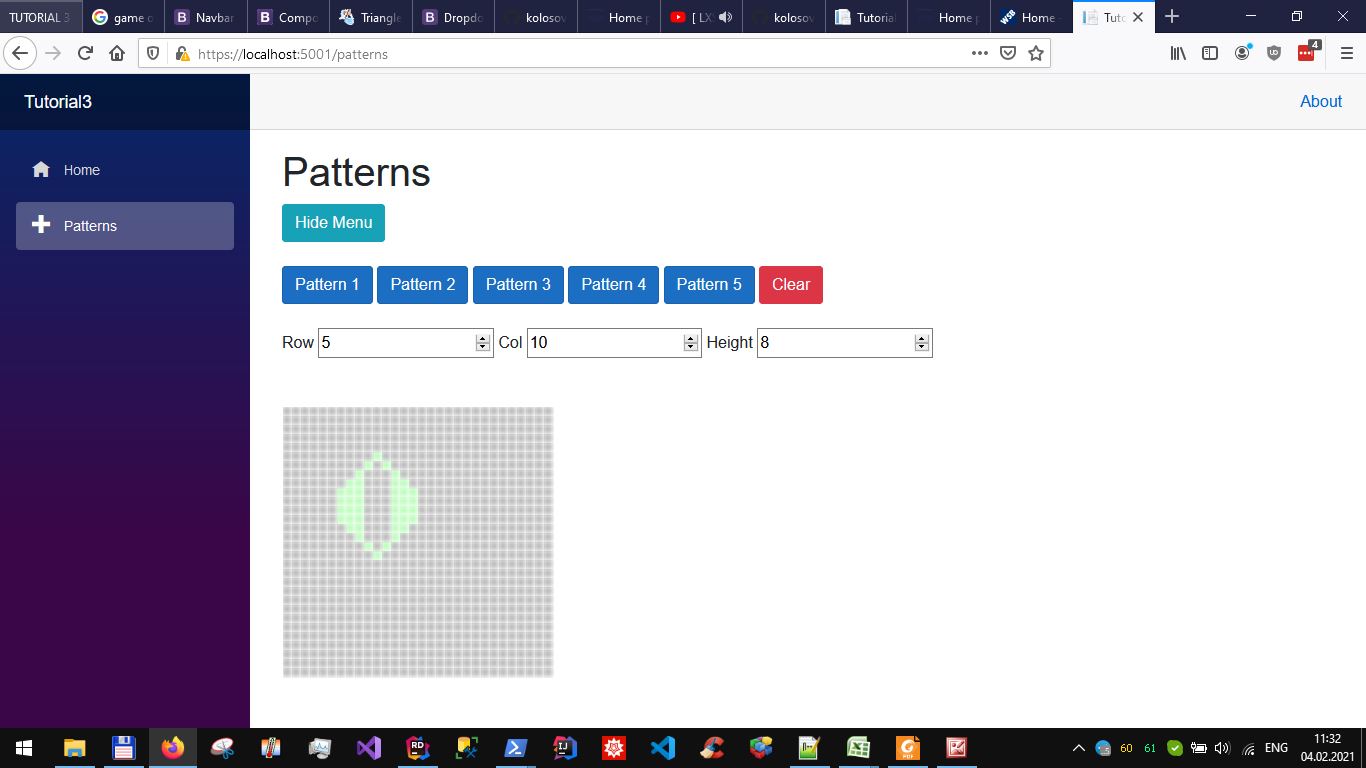 TUTORIAL 3
game o
Navbar
Compo
Triangle
Dropdo
kolosov
Home p
[ LX
kolosov
Tutorial
Home p
Home -
Tuto
https://localhost:5001/patterns
4
Tutorial3
About
Home
Patterns
Patterns
Hide Menu
Pattern 1 Pattern 2 Pattern 3 Pattern 4 Pattern 5 Clear
Row 5 Col 10 Height 8
60 61 ENG 11:32
04.02.2021